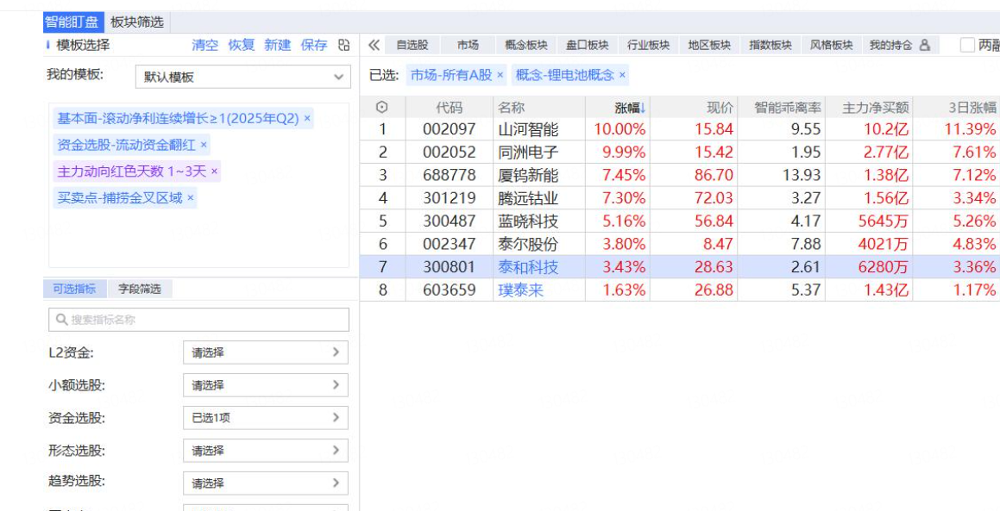 智能盯盘 板块筛选
模板选择 清空 恢复 新建 保存
我的模板: 默认模板
基本面-滚动净利连续增长≥1(2025年Q2) ×
资金选股-流动资金翻红 ×
主力动向红色天数 1~3天 ×
买卖点-捕捞金叉区域 ×
可选指标 字段筛选
搜索指标名称
L2资金: 请选择
小额选股: 请选择
资金选股: 已选1项
形态选股: 请选择
趋势选股: 请选择
自选股 市场 概念板块 盘口板块 行业板块 地区板块 指数板块 风格板块 我的持仓 两融
已选: 市场-所有A股 × 概念-锂电池概念 ×
代码 名称 涨幅↓ 现价 智能乖离率 主力净买额 3日涨幅
1 002097 山河智能 10.00% 15.84 9.55 10.2亿 11.39%
2 002052 同洲电子 9.99% 15.42 1.95 2.77亿 7.61%
3 688778 厦钨新能 7.45% 86.70 13.93 1.38亿 7.12%
4 301219 腾远钴业 7.30% 72.03 3.27 1.56亿 3.34%
5 300487 蓝晓科技 5.16% 56.84 4.17 5645万 5.26%
6 002347 泰尔股份 3.80% 8.47 7.88 4021万 4.83%
7 300801 泰和科技 3.43% 28.63 2.61 6280万 3.36%
8 603659 璞泰来 1.63% 26.88 5.37 1.43亿 1.17%